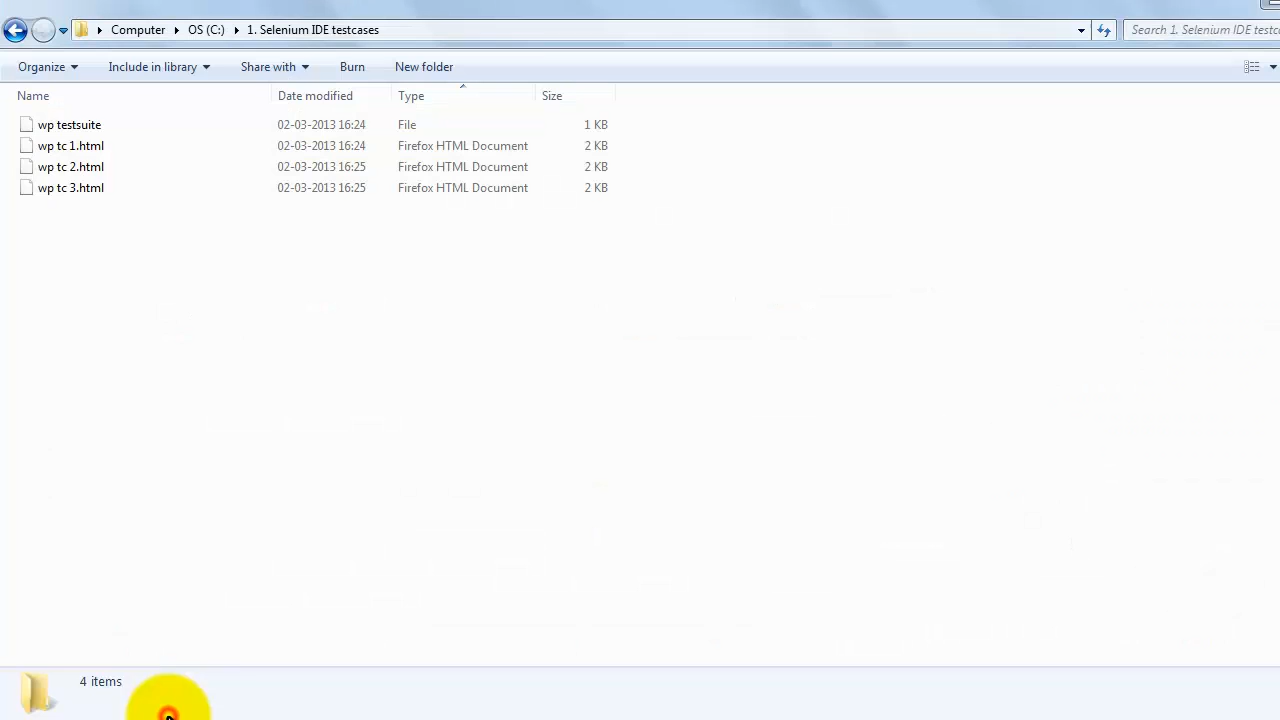 Computer OS (C:) 1. Selenium IDE testcases Search 1. Selenium IDE testc
Organize Include in library Share with Burn New folder
Name Date modified Type Size
wp testsuite 02-03-2013 16:24 File 1 KB
wp tc 1.html 02-03-2013 16:24 Firefox HTML Document 2 KB
wp tc 2.html 02-03-2013 16:25 Firefox HTML Document 2 KB
wp tc 3.html 02-03-2013 16:25 Firefox HTML Document 2 KB
4 items